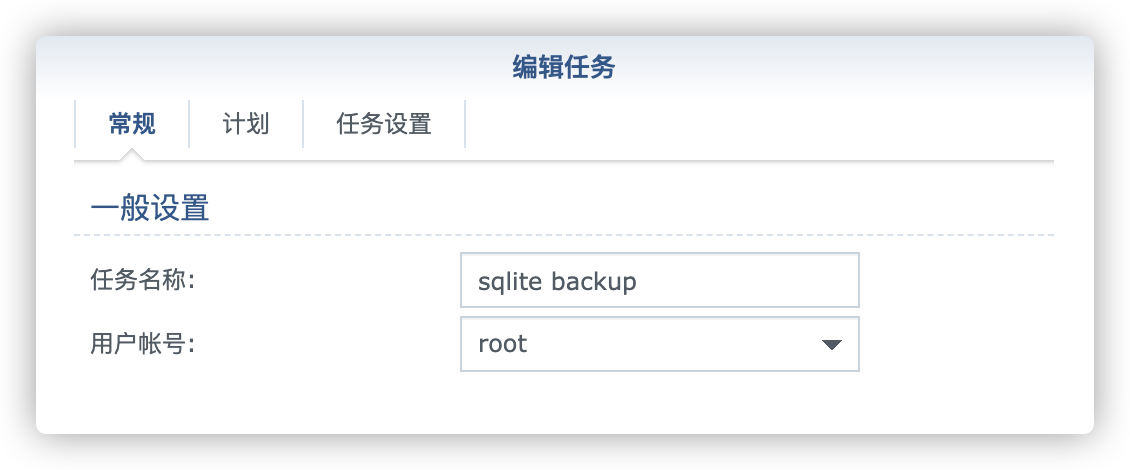 编辑任务
常规 计划 任务设置
一般设置
任务名称: sqlite backup
用户帐号: root